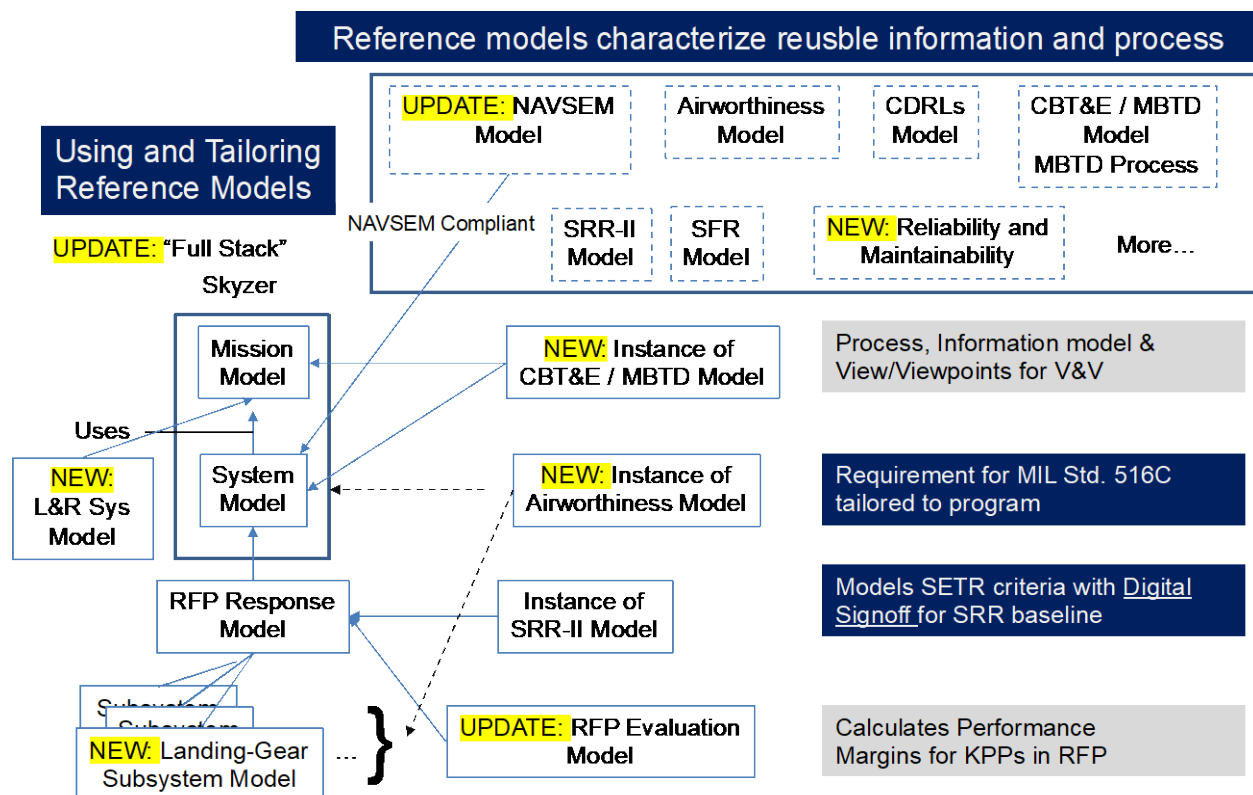 Reference models characterize reusble information and process
UPDATE: NAVSEM
Model
Airworthiness
Model
CDRLs
Model
CBT&E / MBTD
Model
MBTD Process
Using and Tailoring
Reference Models
NAVSEM Compliant
SRR-II
Model
SFR
Model
NEW: Reliability and
Maintainability
More...
UPDATE: “Full Stack”
Skyzer
Mission
Model
NEW: Instance of
CBT&E / MBTD Model
Process, Information model &
View/Viewpoints for V&V
Uses
NEW:
L&R Sys
Model
System
Model
NEW: Instance of
Airworthiness Model
Requirement for MIL Std. 516C
tailored to program
RFP Response
Model
Instance of
SRR-II Model
Models SETR criteria with Digital
Signoff for SRR baseline
Subsystem
Subsystem
NEW: Landing-Gear
Subsystem Model
... }
UPDATE: RFP Evaluation
Model
Calculates Performance
Margins for KPPs in RFP